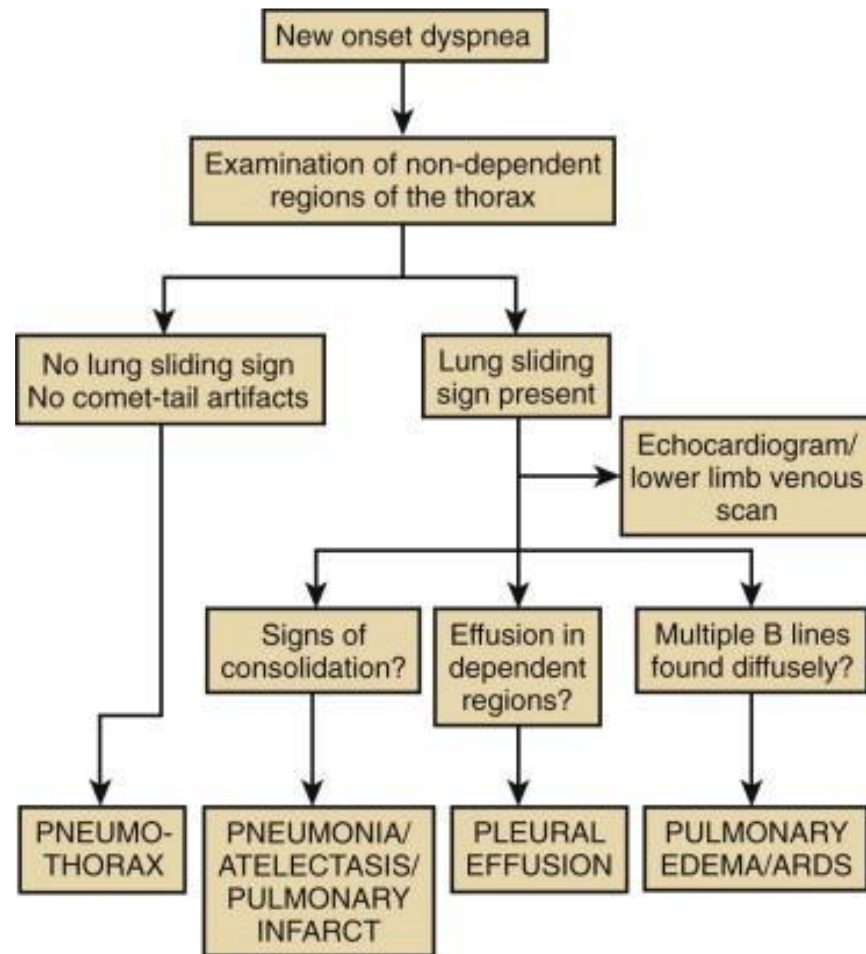 New onset dyspnea
Examination of non-dependent
regions of the thorax
No lung sliding sign
No comet-tail artifacts
Lung sliding
sign present
Echocardiogram/
lower limb venous
scan
Signs of
consolidation?
Effusion in
dependent
regions?
Multiple B lines
found diffusely?
PNEUMO-
THORAX
PNEUMONIA/
ATELECTASIS/
PULMONARY
INFARCT
PLEURAL
EFFUSION
PULMONARY
EDEMA/ARDS